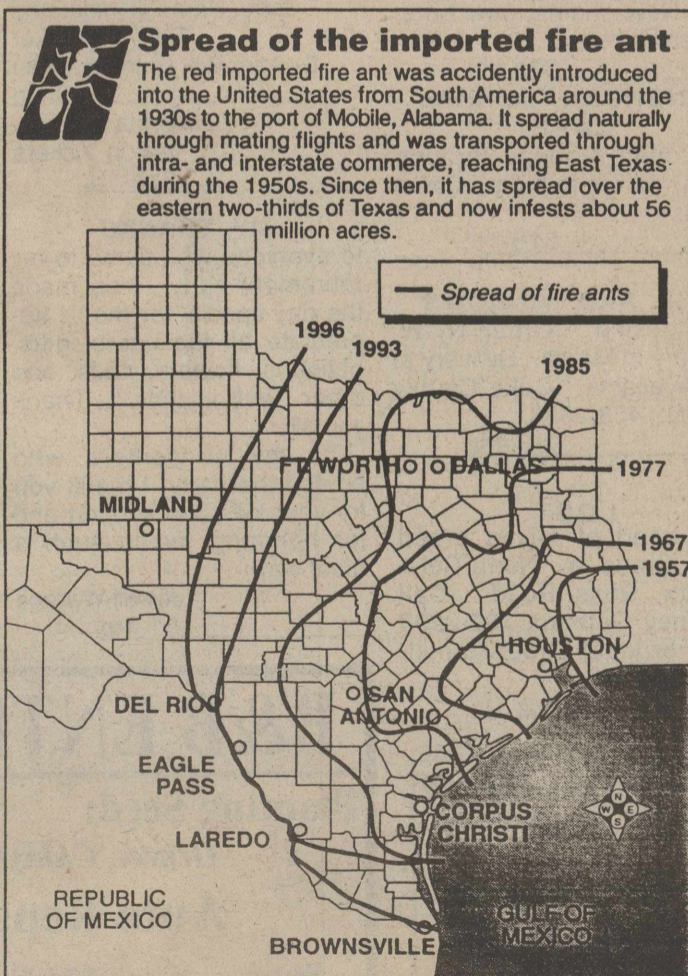 Spread of the imported fire ant
The red imported fire ant was accidently introduced
into the United States from South America around the
1930s to the port of Mobile, Alabama. It spread naturally
through mating flights and was transported through
intra- and interstate commerce, reaching East Texas
during the 1950s. Since then, it has spread over the
eastern two-thirds of Texas and now infests about 56
million acres.
Spread of fire ants
1996
1993
1985
FT. WORTH
DALLAS
1977
MIDLAND
1967
1957
HOUSTON
DEL RIO
SAN
ANTONIO
EAGLE
PASS
CORPUS
CHRISTI
N
W E
S
LAREDO
REPUBLIC
OF MEXICO
GULF OF
MEXICO
BROWNSVILLE